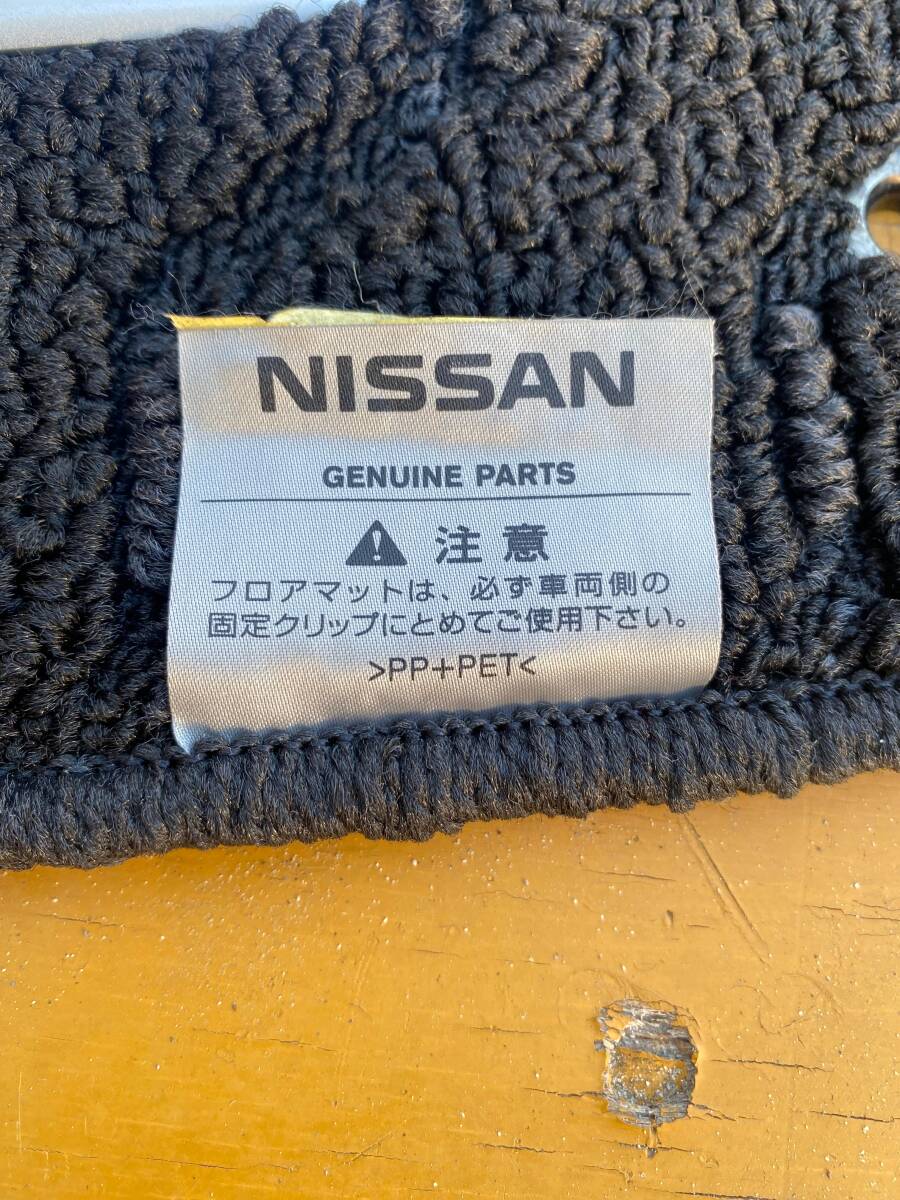 NISSAN
GENUINE PARTS
⚠ 注意
フロアマットは、必ず車両側の
固定クリップにとめてご使用下さい。
>PP+PET<